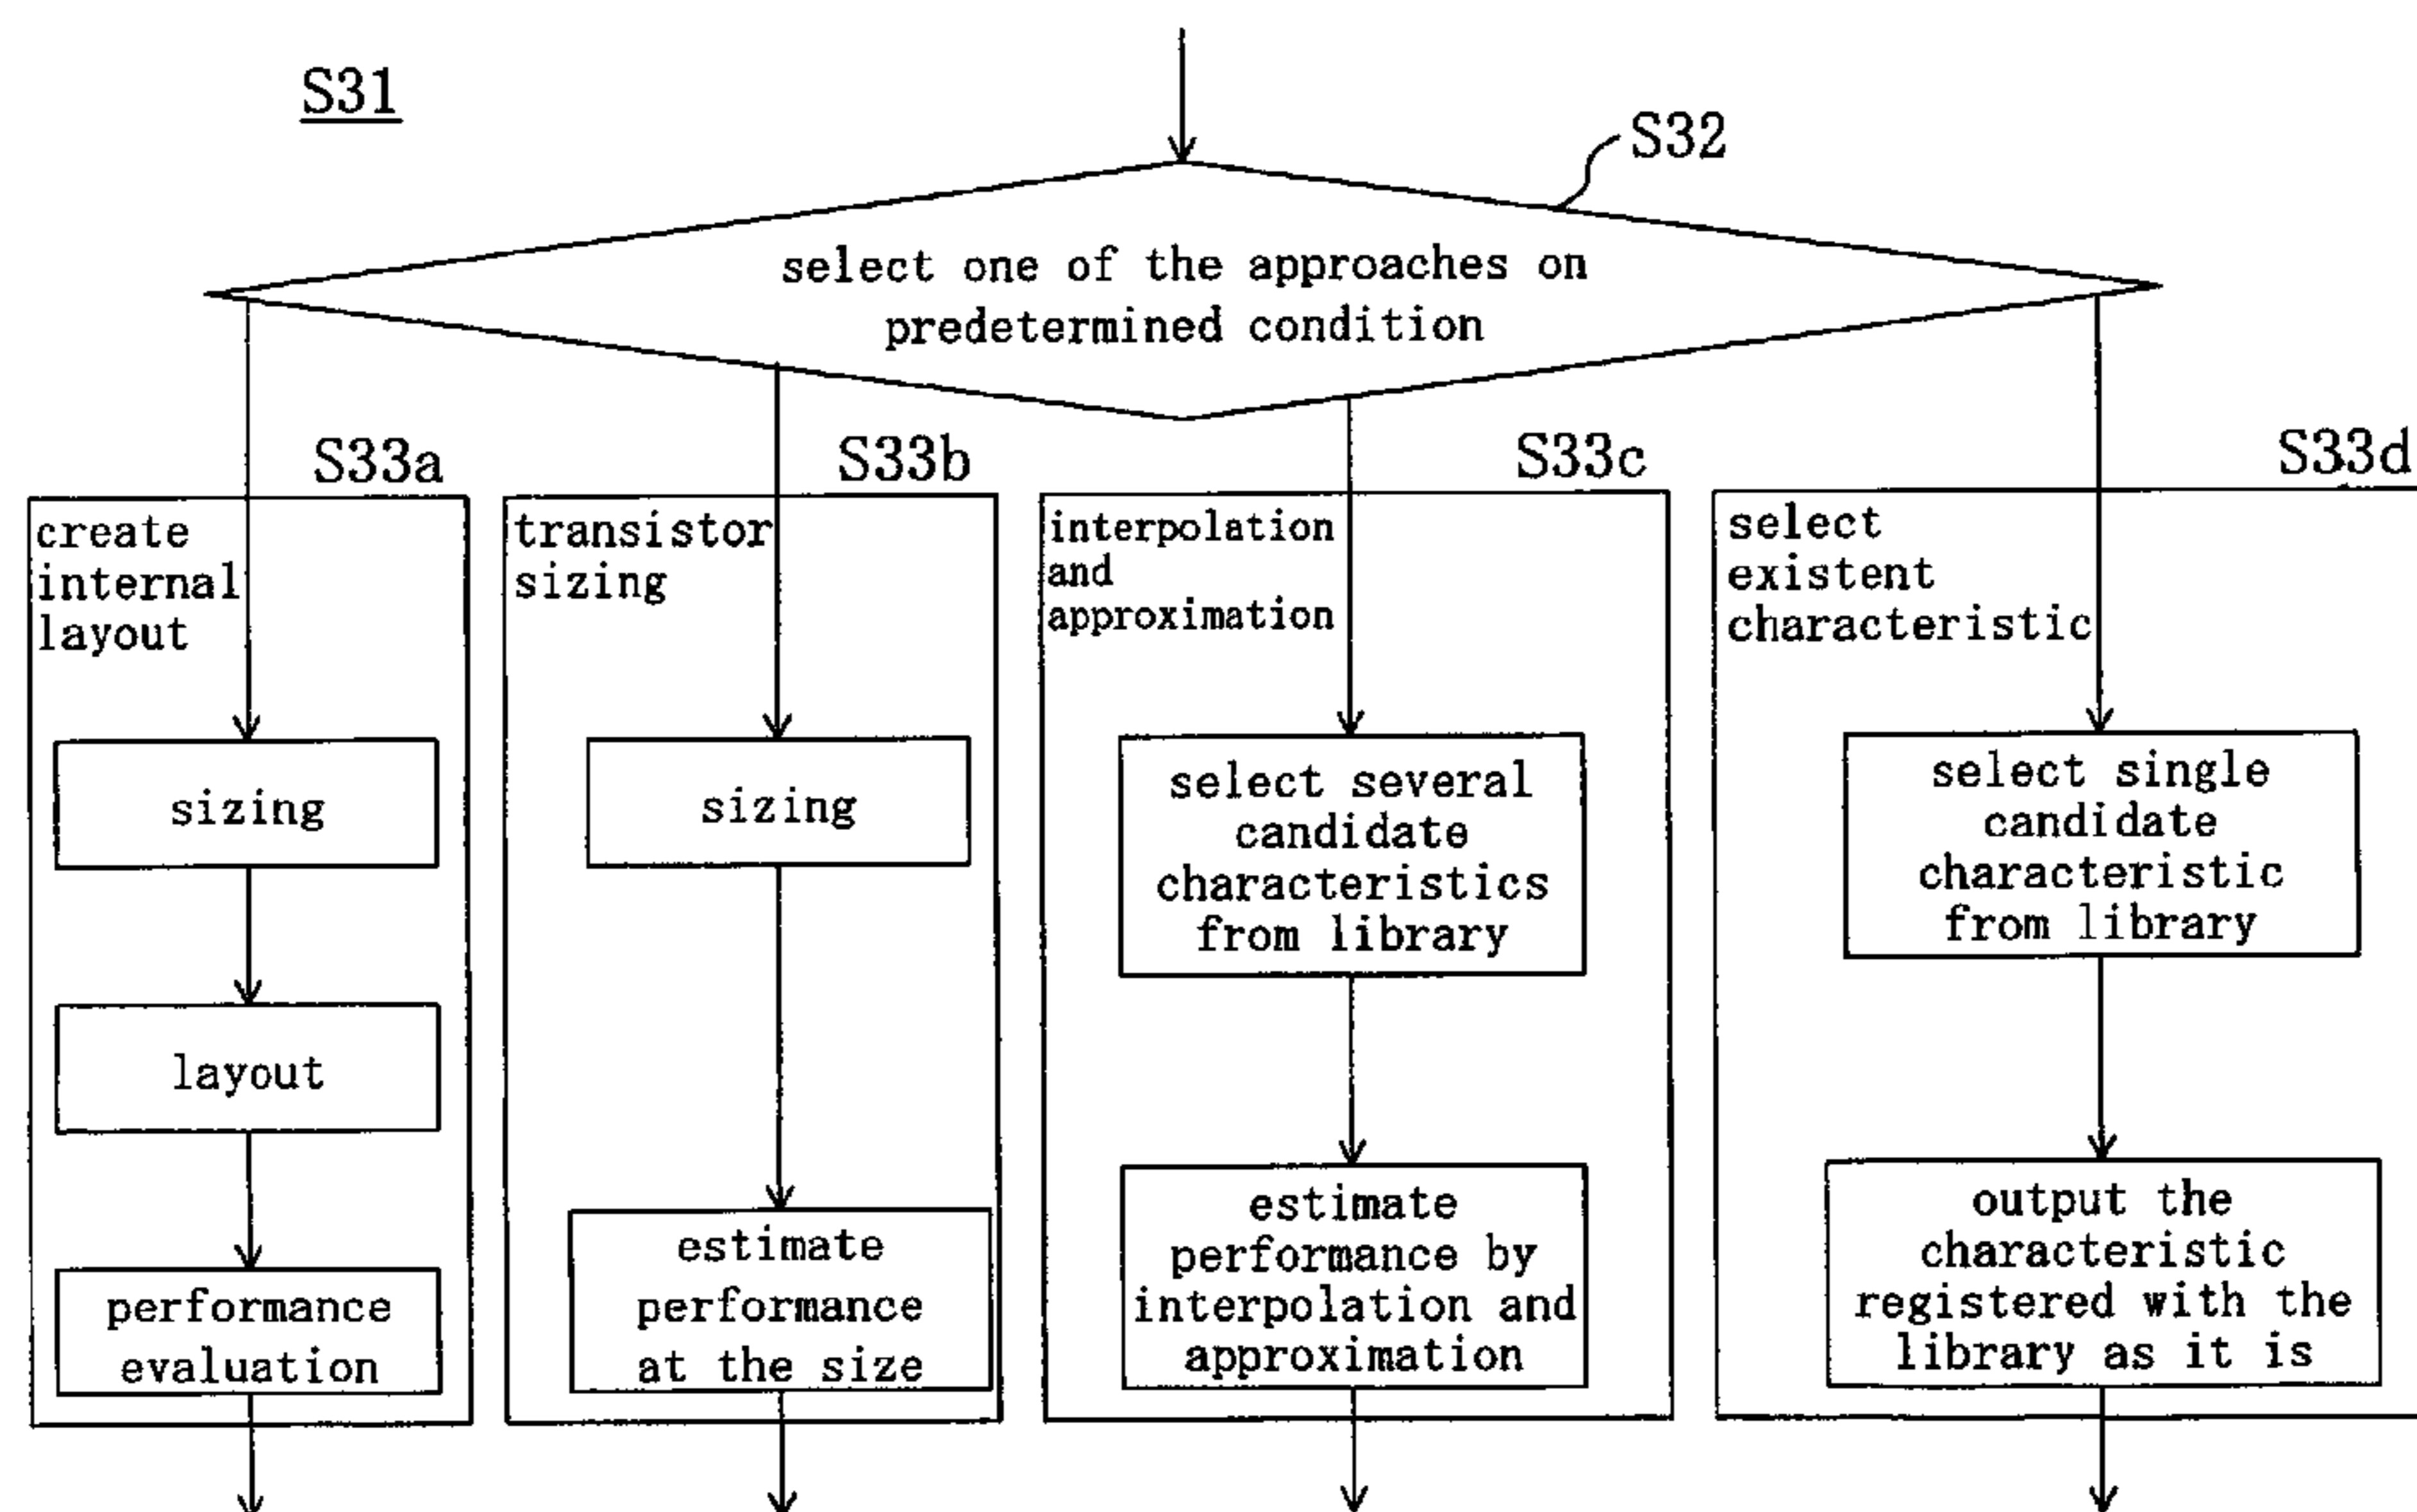 S31
S32
select one of the approaches on
predetermined condition
S33a
create
internal
layout
sizing
layout
performance
evaluation
S33b
transistor
sizing
sizing
estimate
performance
at the size
S33c
interpolation
and
approximation
select several
candidate
characteristics
from library
estimate
performance by
interpolation and
approximation
S33d
select
existent
characteristic
select single
candidate
characteristic
from library
output the
characteristic
registered with the
library as it is